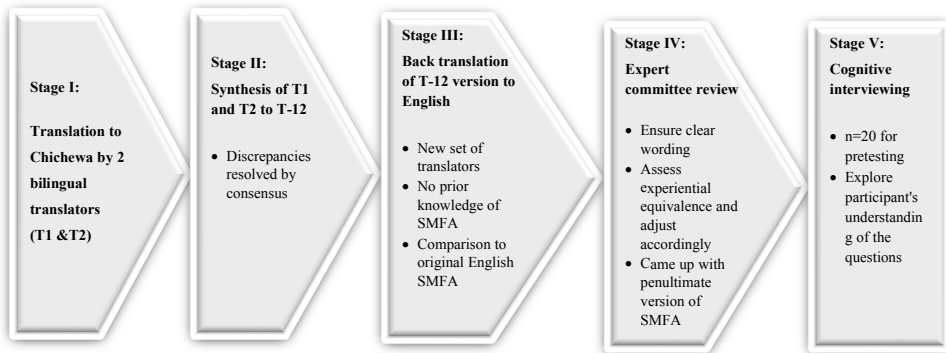 Stage I:
Translation to
Chichewa by 2
bilingual
translators
(T1 &T2)
Stage II:
Synthesis of T1
and T2 to T-12
• Discrepancies
resolved by
consensus
Stage III:
Back translation
of T-12 version to
English
• New set of
translators
• No prior
knowledge of
SMFA
• Comparison to
original English
SMFA
Stage IV:
Expert
committee review
• Ensure clear
wording
• Assess
experiential
equivalence and
adjust
accordingly
• Came up with
penultimate
version of
SMFA
Stage V:
Cognitive
interviewing
• n=20 for
pretesting
• Explore
participant's
understandin
g of the
questions